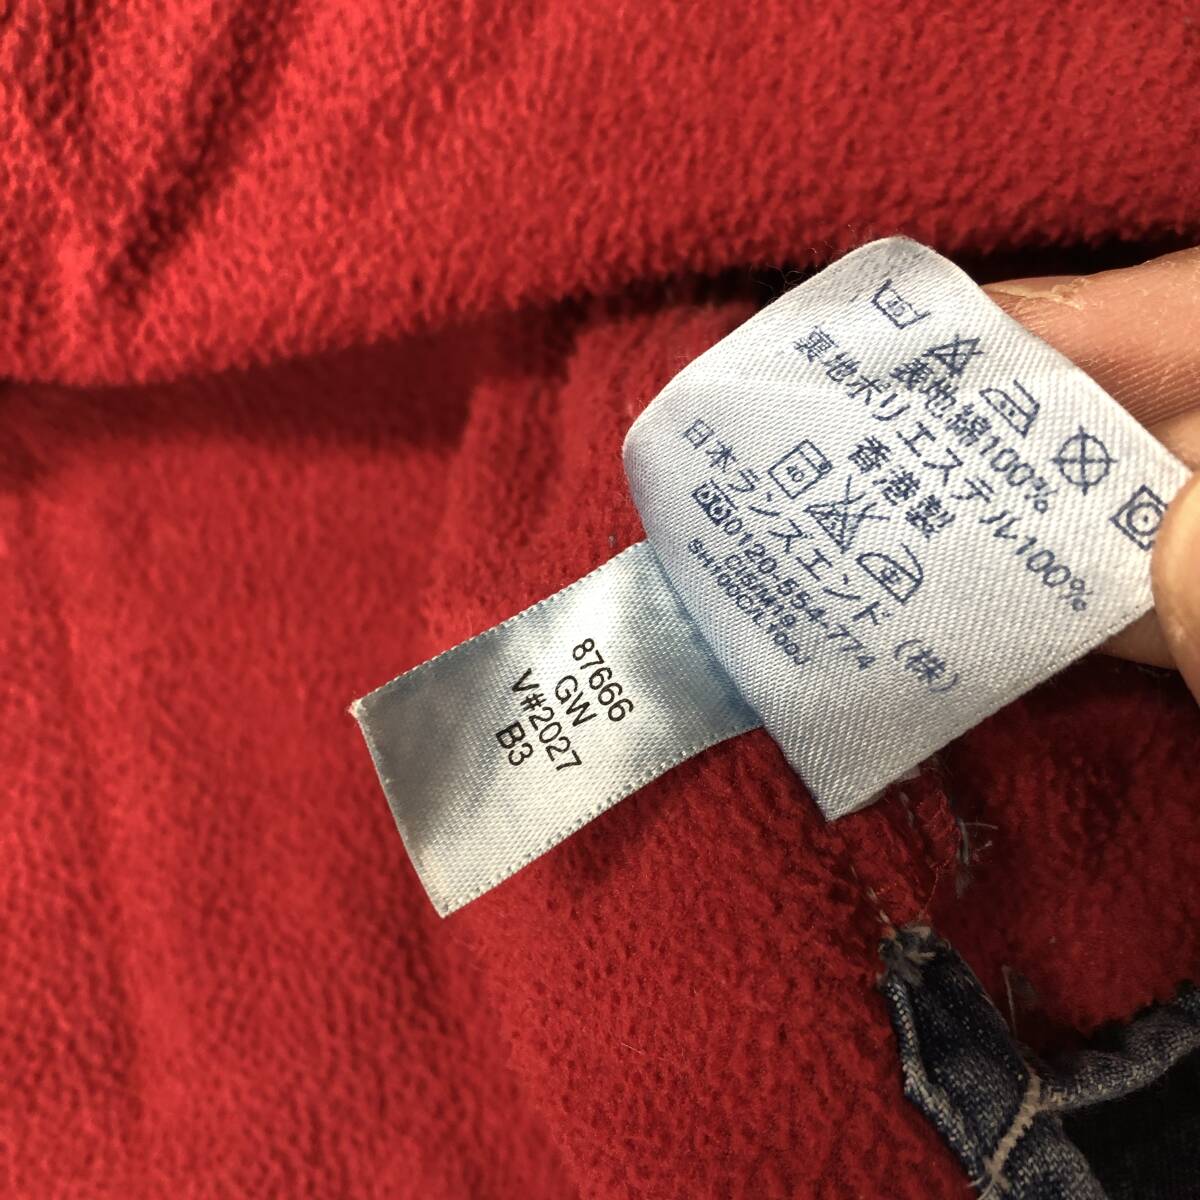 表地綿100%
裏地ポリエステル100%
香港製
日本ランズエンド（株）
0120-554-774
87666
GW
V#2027
B3